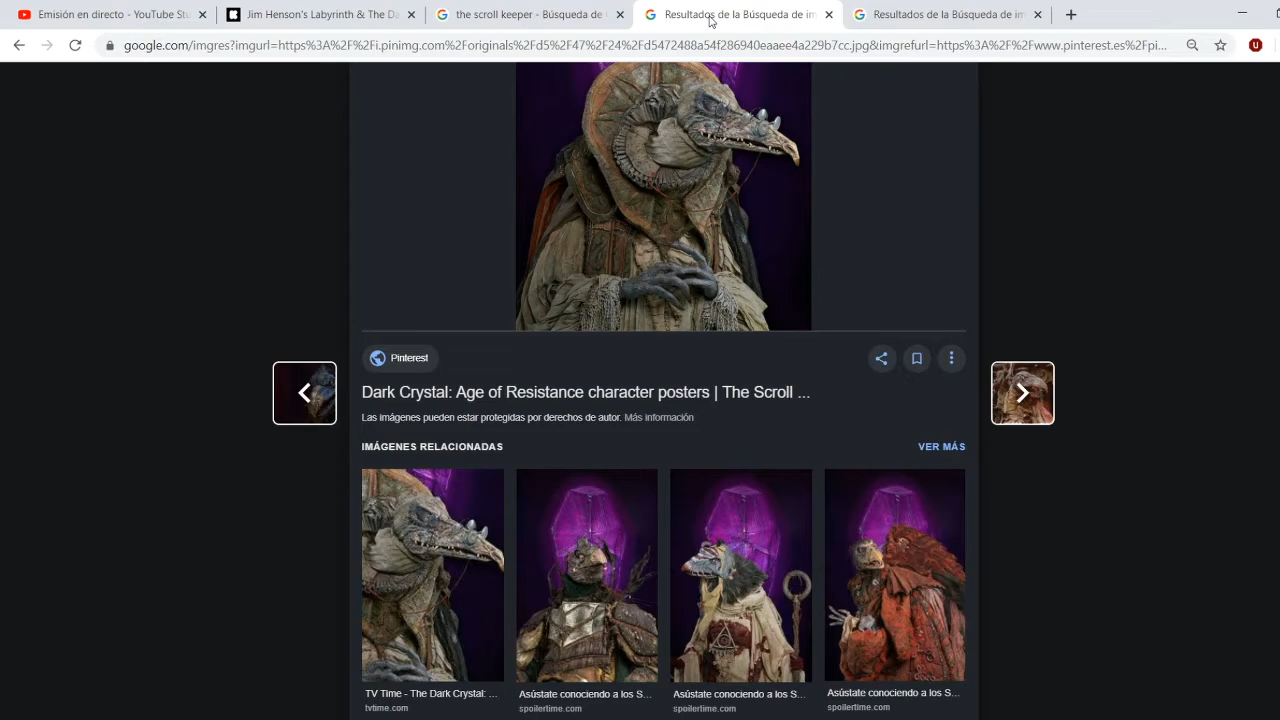 Emisión en directo - YouTube Stu
Jim Henson's Labyrinth & The Da
the scroll keeper - Búsqueda de
Resultados de la Búsqueda de im
Resultados de la Búsqueda de im
google.com/imgres?imgurl=https%3A%2F%2Fi.pinimg.com%2Foriginals%2Fd5%2F47%2F24%2Fd5472488a54f286940eaaee4a229b7cc.jpg&imgrefurl=https%3A%2F%2Fwww.pinterest.es%2Fpi...
Pinterest
Dark Crystal: Age of Resistance character posters | The Scroll ...
Las imágenes pueden estar protegidas por derechos de autor. Más información
IMÁGENES RELACIONADAS
VER MÁS
TV Time - The Dark Crystal: ...
tvtime.com
Asústate conociendo a los S...
spoilertime.com
Asústate conociendo a los S...
spoilertime.com
Asústate conociendo a los S...
spoilertime.com